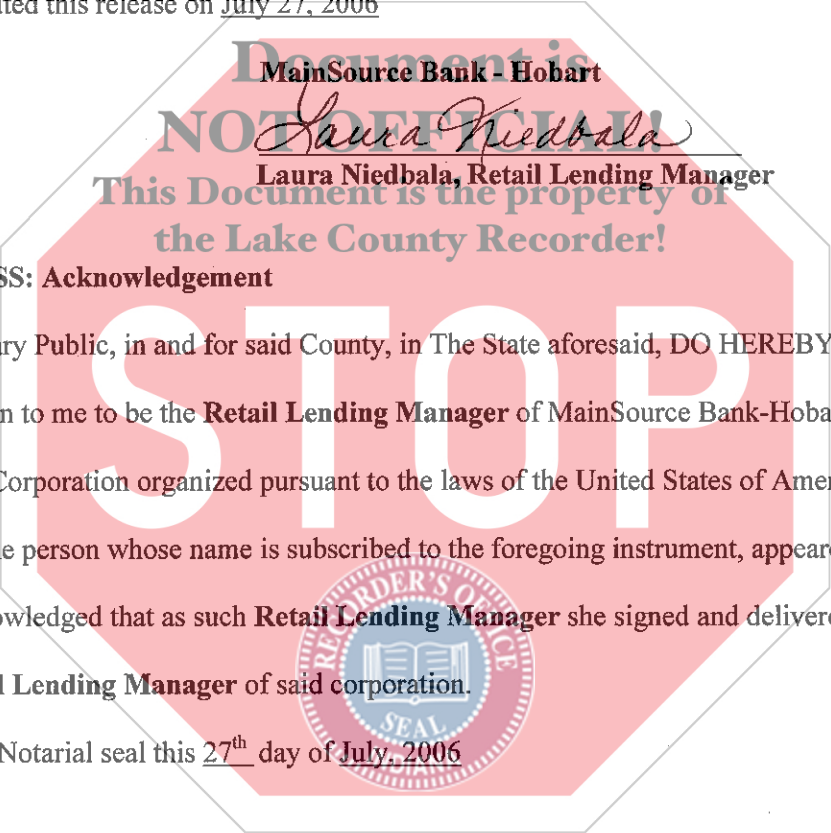 ited this release on July 27, 2006
Document is
MainSource Bank - Hobart
NOT OFFICIAL!
Laura Niedbala
Laura Niedbala, Retail Lending Manager
This Document is the property of
the Lake County Recorder!
SS: Acknowledgement
STOP
ry Public, in and for said County, in The State aforesaid, DO HEREBY
n to me to be the Retail Lending Manager of MainSource Bank-Hoba
Corporation organized pursuant to the laws of the United States of Amer
e person whose name is subscribed to the foregoing instrument, appeare
owledged that as such Retail Lending Manager she signed and delivere
l Lending Manager of said corporation.
Notarial seal this 27th day of July, 2006
RECORDER'S OFFICE
SEAL
INDIANA